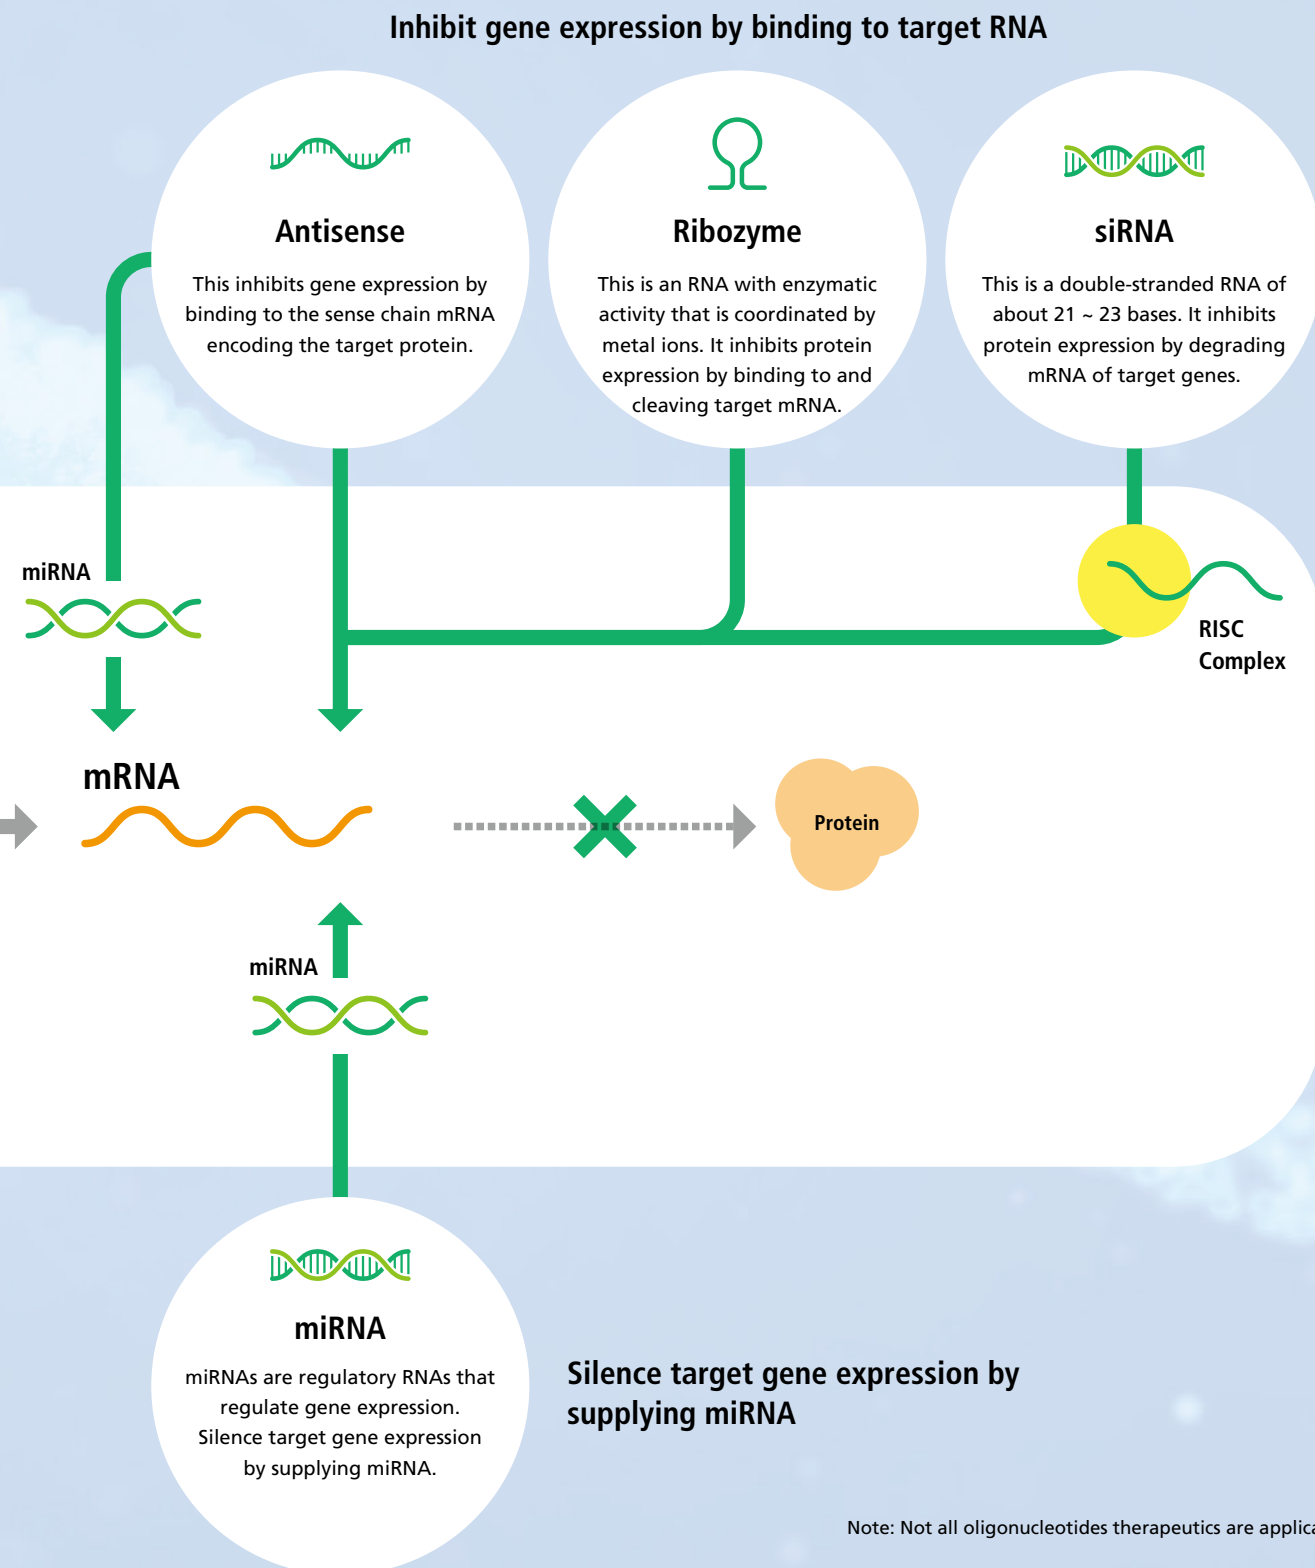 Inhibit gene expression by binding to target RNA
Antisense
This inhibits gene expression by
binding to the sense chain mRNA
encoding the target protein.
Ribozyme
This is an RNA with enzymatic
activity that is coordinated by
metal ions. It inhibits protein
expression by binding to and
cleaving target mRNA.
siRNA
This is a double-stranded RNA of
about 21 ~ 23 bases. It inhibits
protein expression by degrading
mRNA of target genes.
miRNA
RISC
Complex
mRNA
Protein
miRNA
miRNA
miRNAs are regulatory RNAs that
regulate gene expression.
Silence target gene expression
by supplying miRNA.
Silence target gene expression by
supplying miRNA
Note: Not all oligonucleotides therapeutics are